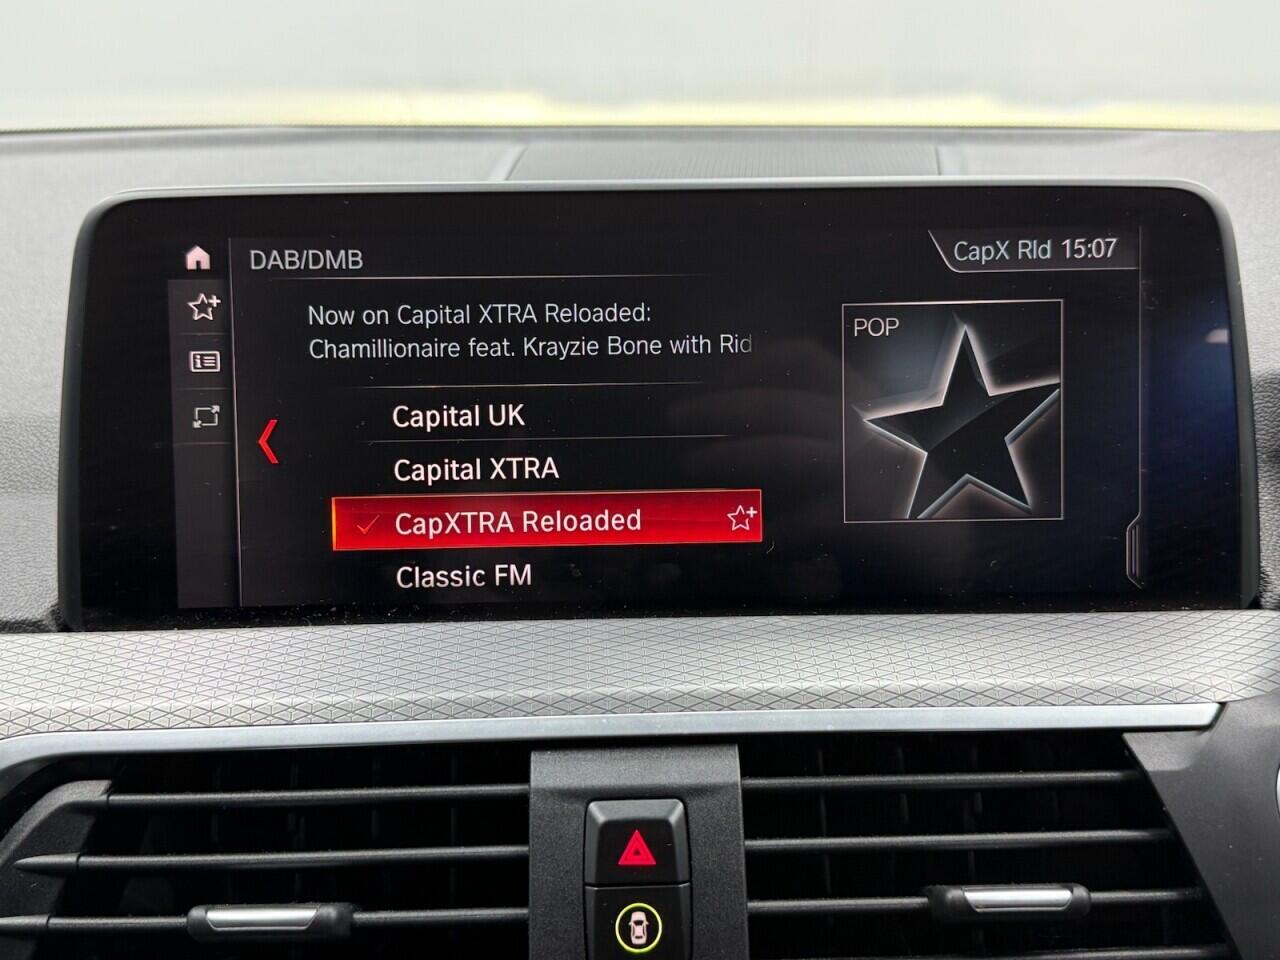 DAB/DMB
CapX Rld 15:07
Now on Capital XTRA Reloaded:
Chamillionaire feat. Krayzie Bone with Rid
POP
Capital UK
Capital XTRA
CapXTRA Reloaded
Classic FM